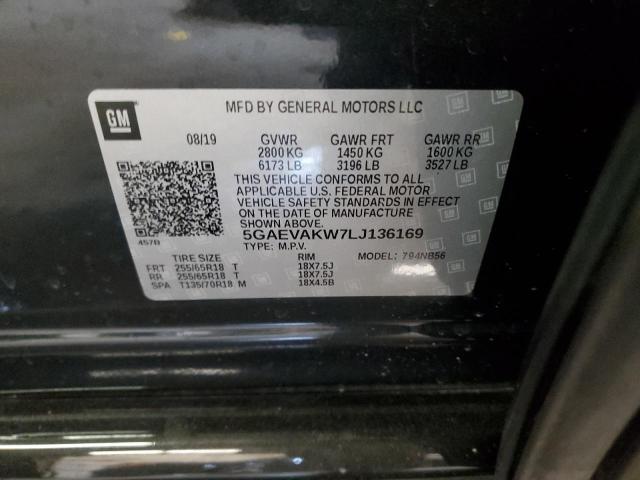 GM
MFD BY GENERAL MOTORS LLC
08/19 GVWR GAWR FRT GAWR RR
2800 KG 1450 KG 1600 KG
6173 LB 3196 LB 3527 LB
THIS VEHICLE CONFORMS TO ALL
APPLICABLE U.S. FEDERAL MOTOR
VEHICLE SAFETY STANDARDS IN EFFECT
ON THE DATE OF MANUFACTURE
SHOWN ABOVE.
457D 5GAEVAKW7LJ136169
TYPE: M.P.V. MODEL: 794NB56
TIRE SIZE RIM
FRT 255/65R18 T 18X7.5J
RR 255/65R18 T 18X7.5J
SPA T135/70R18 M 18X4.5B